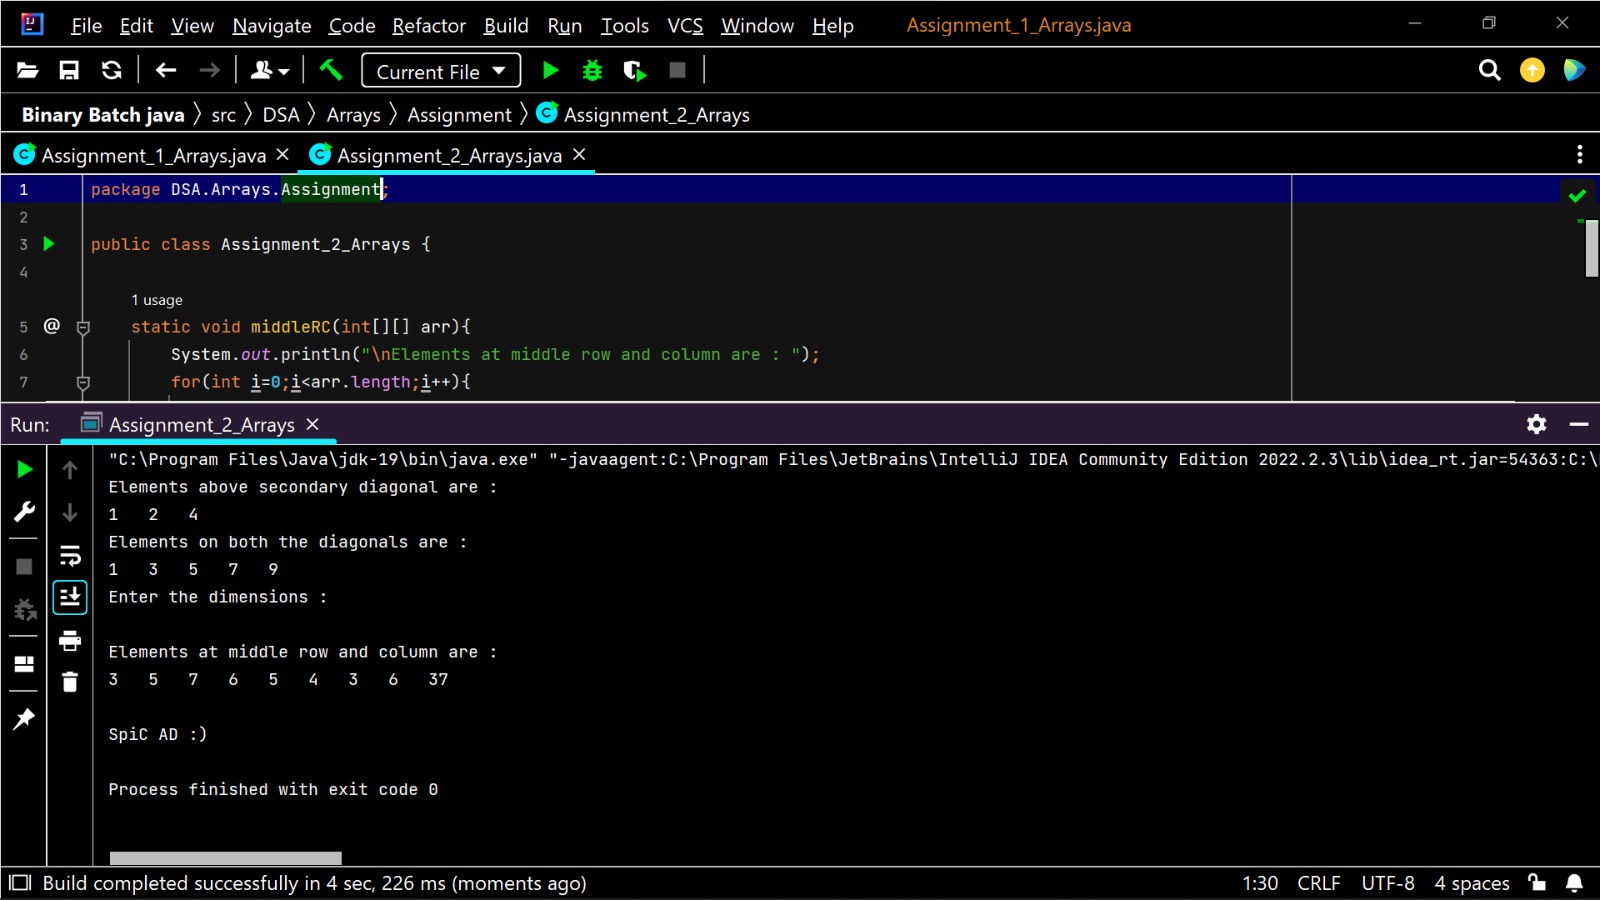 File Edit View Navigate Code Refactor Build Run Tools VCS Window Help Assignment_1_Arrays.java
Current File
Binary Batch java 〉 src 〉 DSA 〉 Arrays 〉 Assignment 〉 Assignment_2_Arrays
Assignment_1_Arrays.java Assignment_2_Arrays.java
1 package DSA.Arrays.Assignment;
2
3 public class Assignment_2_Arrays {
4
1 usage
5 @ static void middleRC(int[][] arr){
6 System.out.println("\nElements at middle row and column are : ");
7 for(int i=0;i<arr.length;i++){
Run: Assignment_2_Arrays
"C:\Program Files\Java\jdk-19\bin\java.exe" "-javaagent:C:\Program Files\JetBrains\IntelliJ IDEA Community Edition 2022.2.3\lib\idea_rt.jar=54363:C:\
Elements above secondary diagonal are :
1 2 4
Elements on both the diagonals are :
1 3 5 7 9
Enter the dimensions :
Elements at middle row and column are :
3 5 7 6 5 4 3 6 37
SpiC AD :)
Process finished with exit code 0
Build completed successfully in 4 sec, 226 ms (moments ago) 1:30 CRLF UTF-8 4 spaces